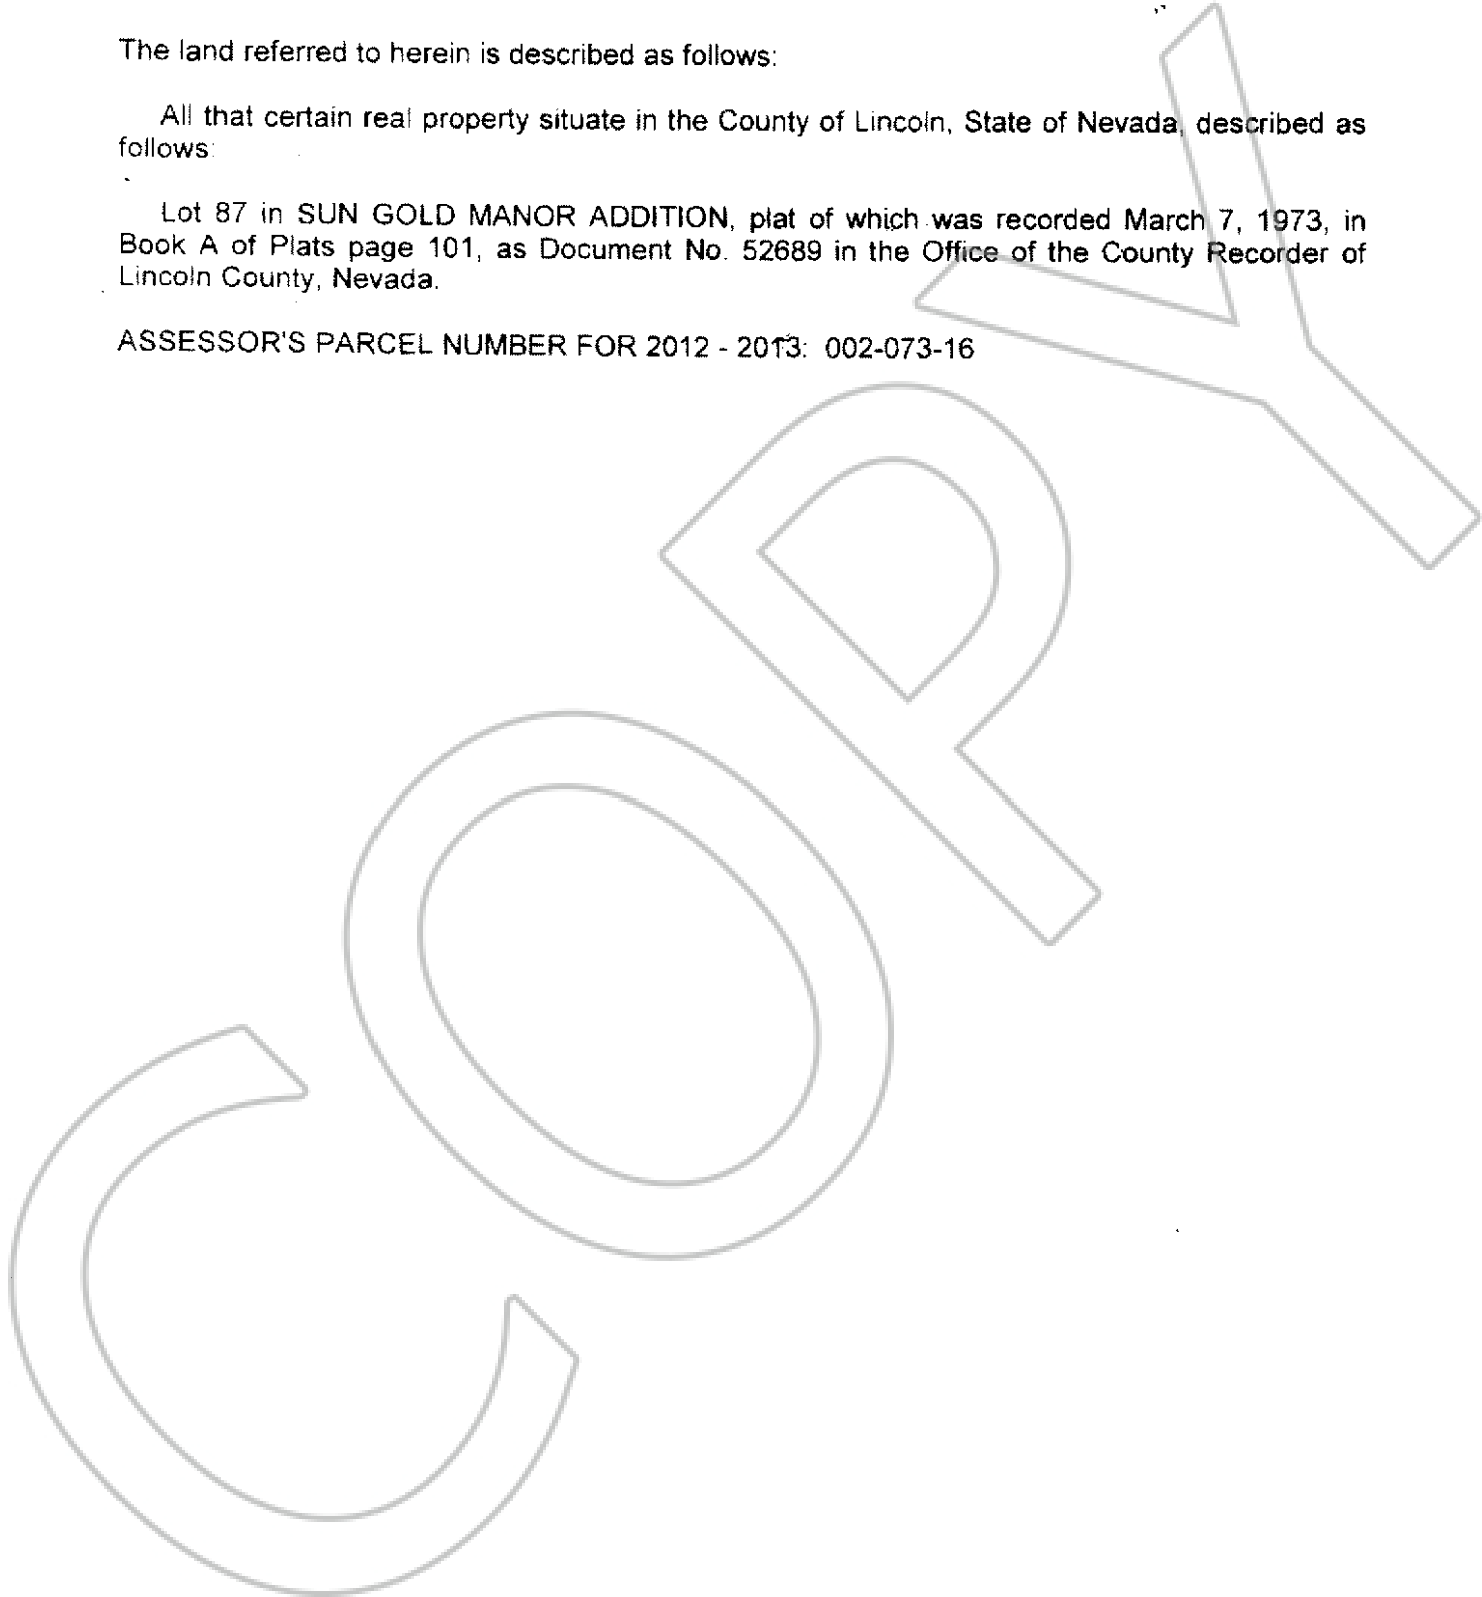 The land referred to herein is described as follows:
All that certain real property situate in the County of Lincoln, State of Nevada, described as
follows:
Lot 87 in SUN GOLD MANOR ADDITION, plat of which was recorded March 7, 1973, in
Book A of Plats page 101, as Document No. 52689 in the Office of the County Recorder of
Lincoln County, Nevada.
ASSESSOR'S PARCEL NUMBER FOR 2012 - 2013: 002-073-16
COPY